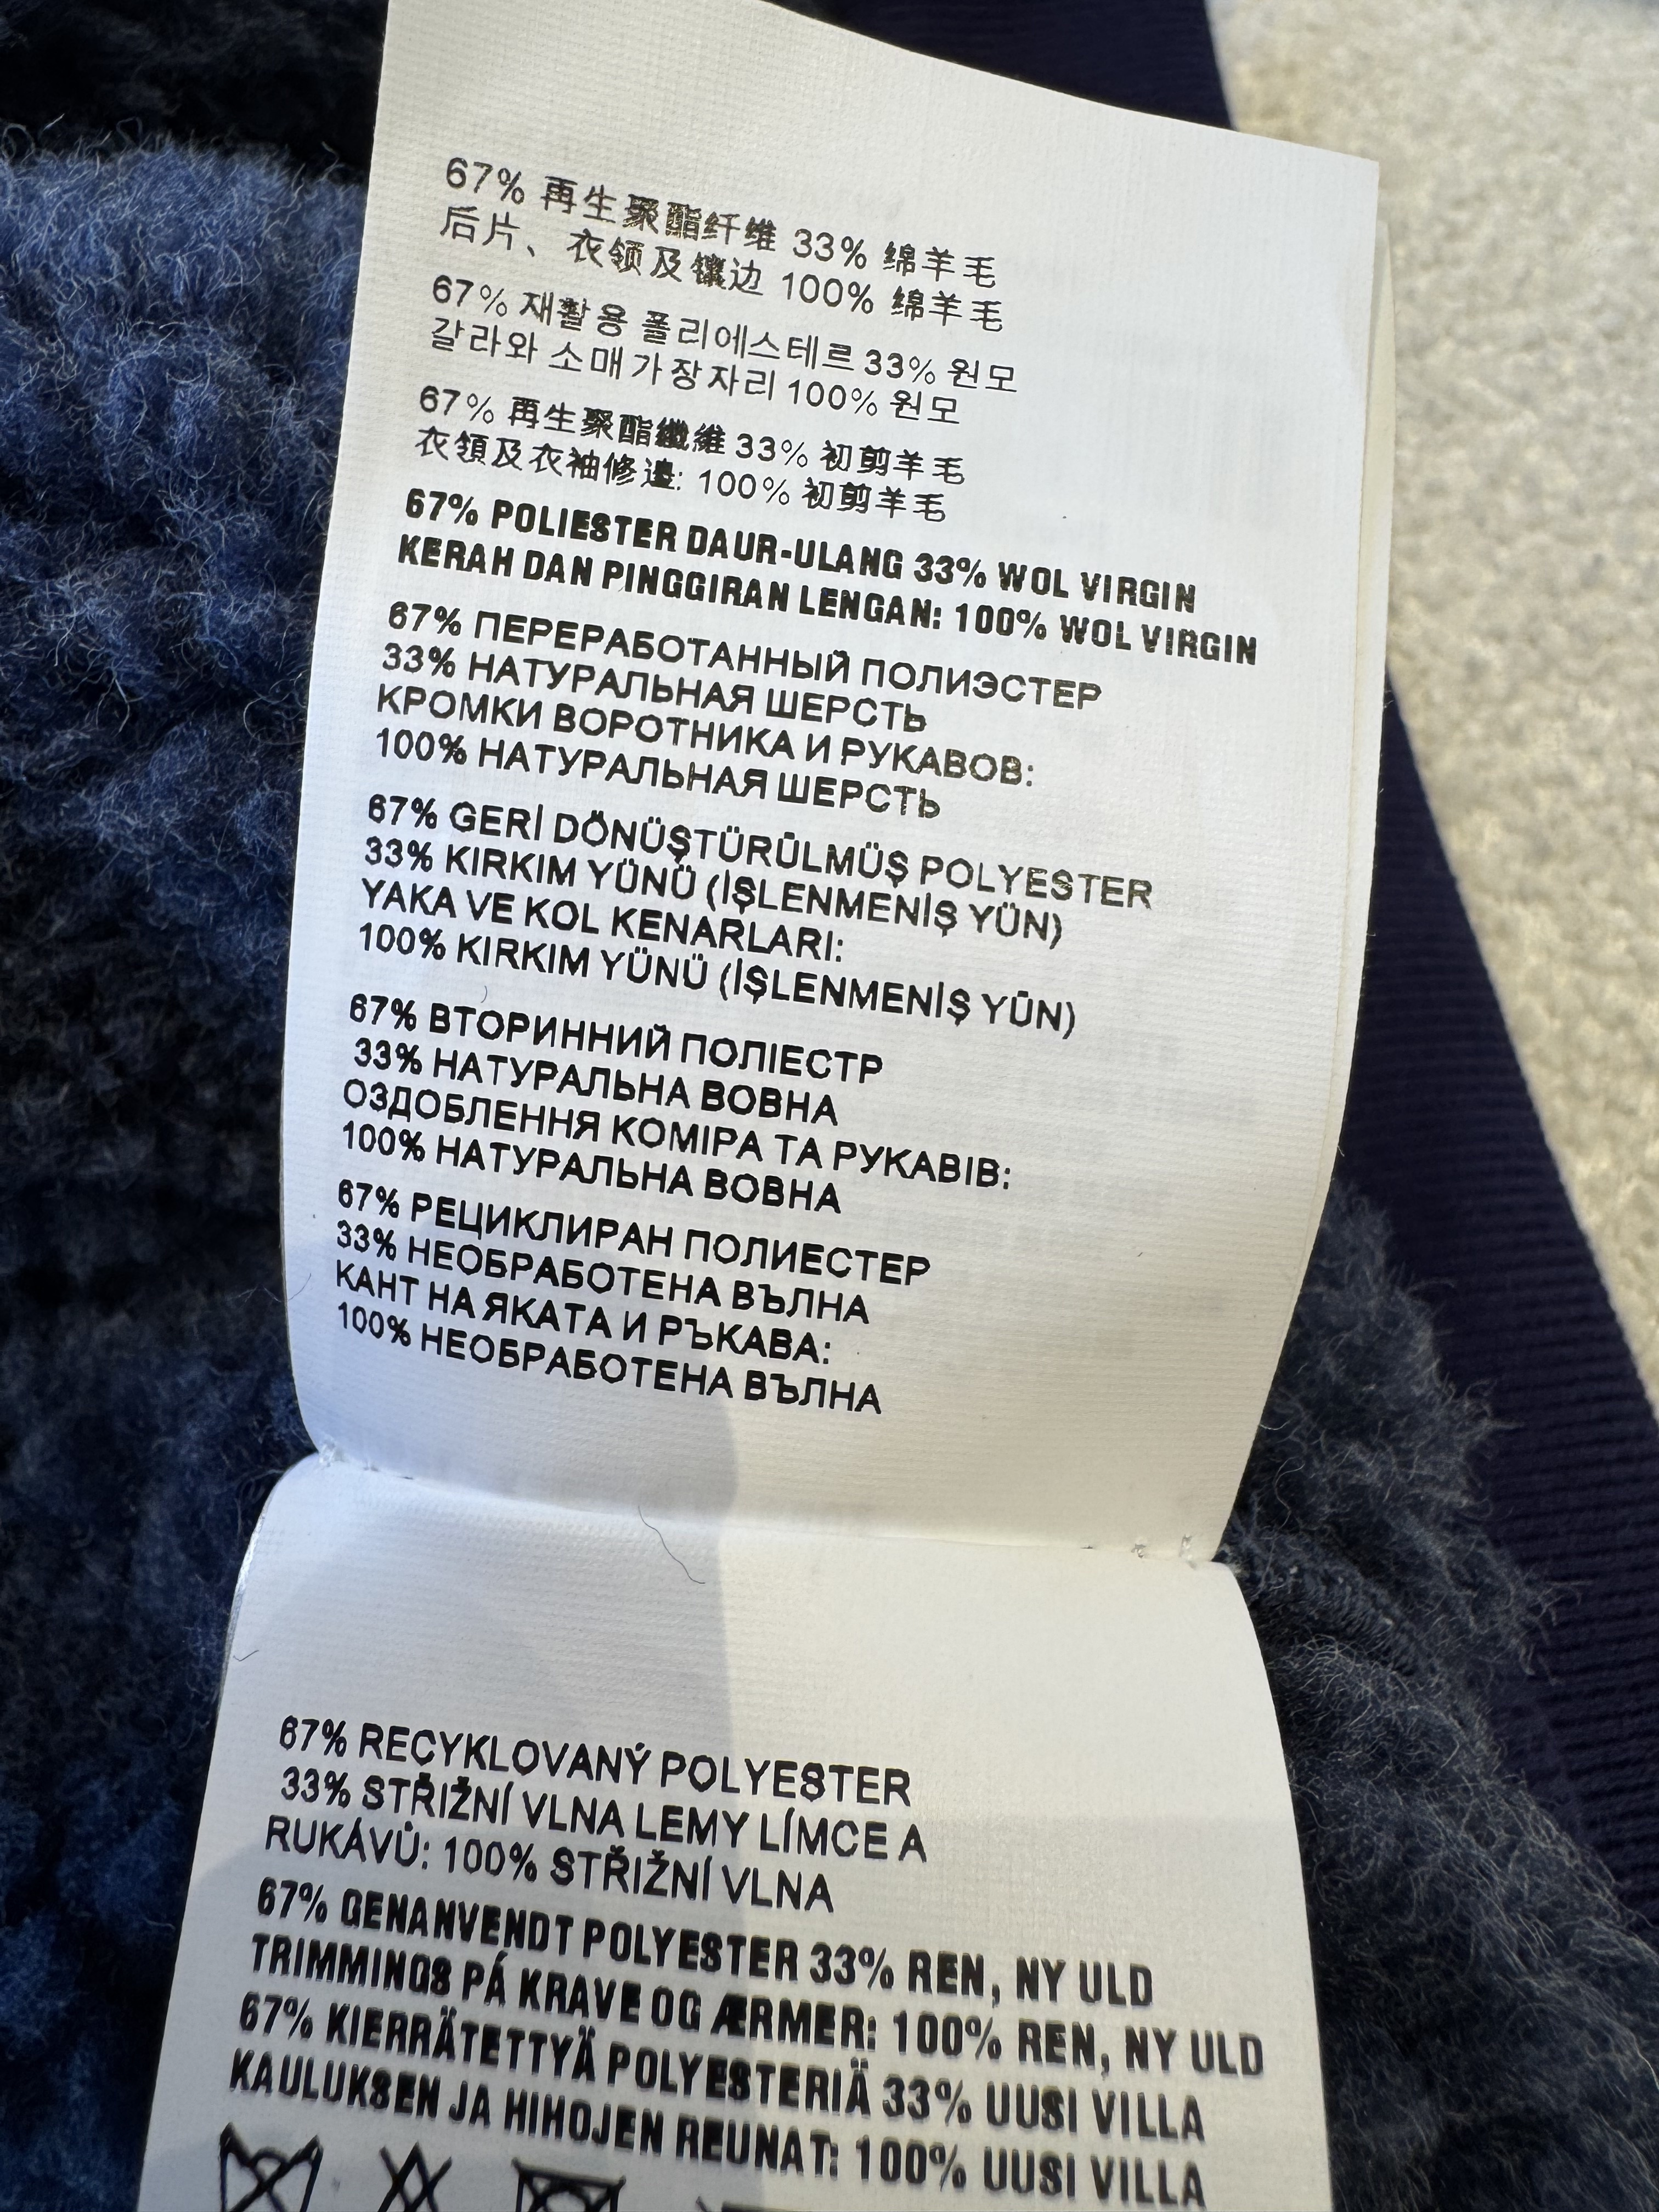 67% 再生聚酯纤维 33% 绵羊毛
后片、衣领及镶边 100% 绵羊毛
67% 재활용 폴리에스테르 33% 원모
갈라와 소매가장자리 100% 원모
67% 再生聚酯纖維 33% 初剪羊毛
衣領及衣袖修邊: 100% 初剪羊毛
67% POLIESTER DAUR-ULANG 33% WOL VIRGIN
KERAH DAN PINGGIRAN LENGAN: 100% WOL VIRGIN
67% ПЕРЕРАБОТАННЫЙ ПОЛИЭСТЕР
33% НАТУРАЛЬНАЯ ШЕРСТЬ
КРОМКИ ВОРОТНИКА И РУКАВОВ:
100% НАТУРАЛЬНАЯ ШЕРСТЬ
67% GERİ DÖNÜŞTÜRÜLMÜŞ POLYESTER
33% KIRKIM YÜNÜ (İŞLENMENİŞ YÜN)
YAKA VE KOL KENARLARI:
100% KIRKIM YÜNÜ (İŞLENMENİŞ YÜN)
67% ВТОРИННИЙ ПОЛІЕСТР
33% НАТУРАЛЬНА ВОВНА
ОЗДОБЛЕННЯ КОМІРА ТА РУКАВІВ:
100% НАТУРАЛЬНА ВОВНА
67% РЕЦИКЛИРАН ПОЛИЕСТЕР
33% НЕОБРАБОТЕНА ВЪЛНА
КАНТ НА ЯКАТА И РЪКАВА:
100% НЕОБРАБОТЕНА ВЪЛНА
67% RECYKLOVANÝ POLYESTER
33% STŘIŽNÍ VLNA LEMY LÍMCE A
RUKÁVŮ: 100% STŘIŽNÍ VLNA
67% GENANVENDT POLYESTER 33% REN, NY ULD
TRIMMINGS PÅ KRAVE OG ÆRMER: 100% REN, NY ULD
67% KIERRÄTETTYÄ POLYESTERIÄ 33% UUSI VILLA
KAULUKSEN JA HIHOJEN REUNAT: 100% UUSI VILLA